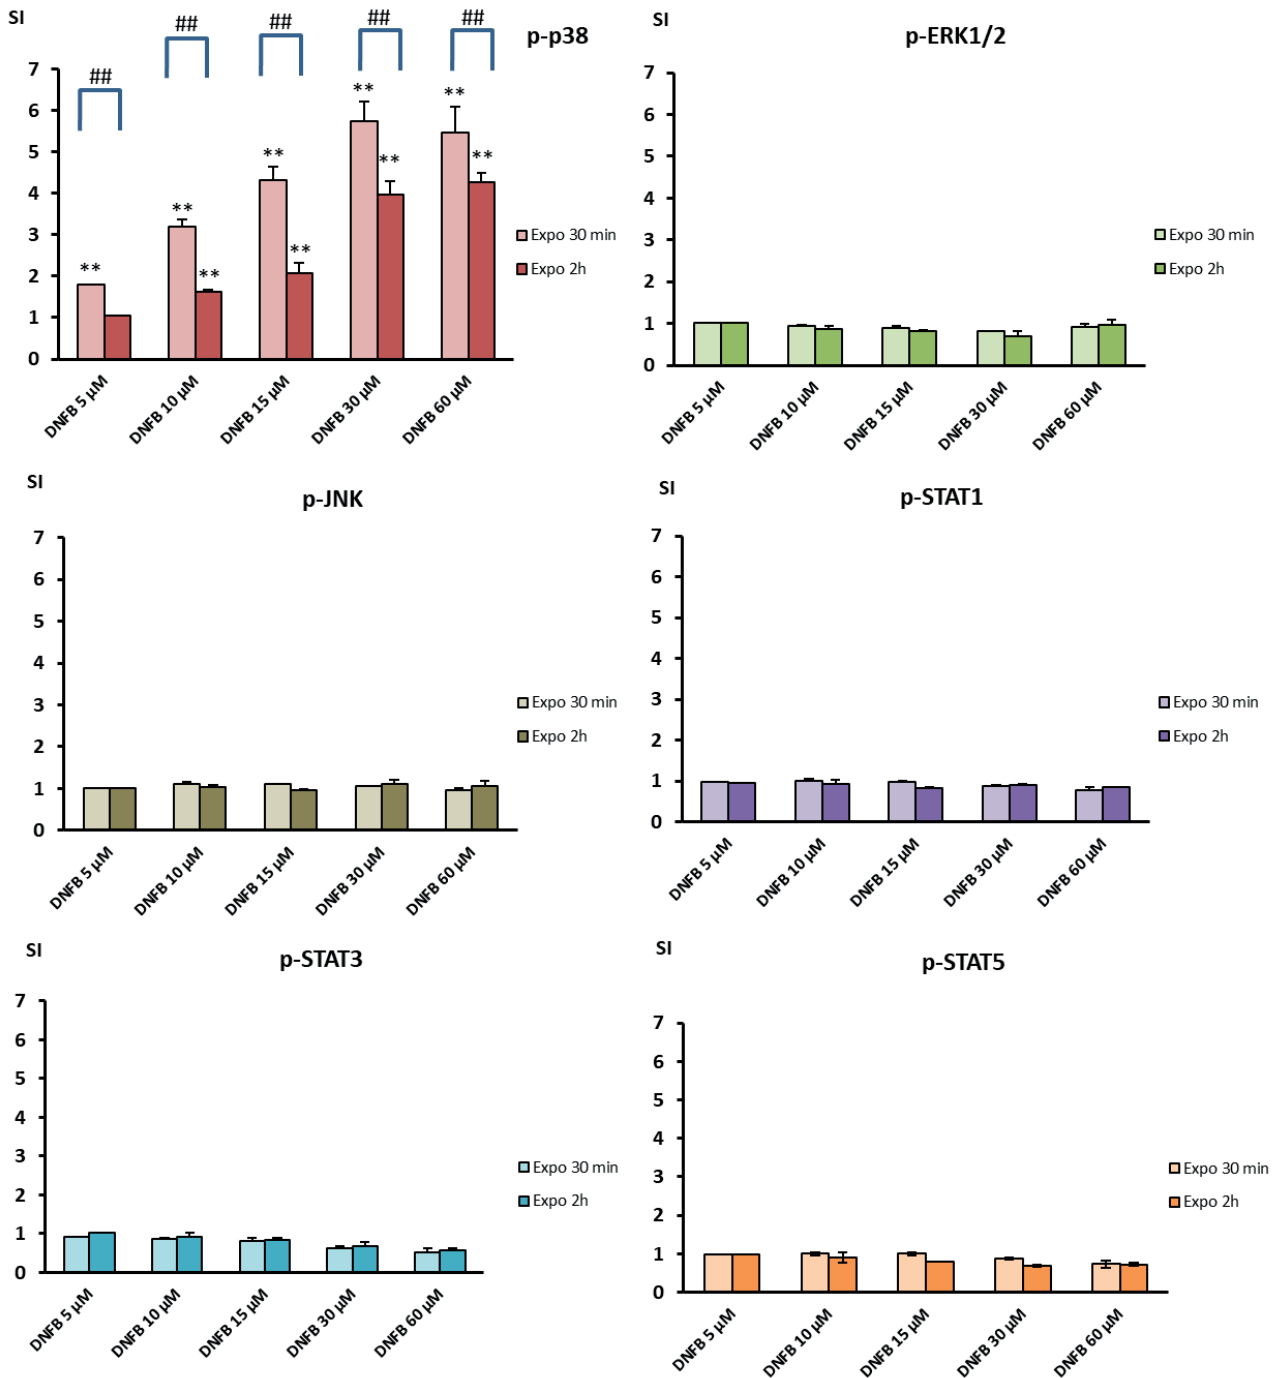 SI
p-p38
##
##
##
##
##
**
**
**
**
**
**
**
**
**
7
6
5
4
3
2
1
0
DNFB 5 µM
DNFB 10 µM
DNFB 15 µM
DNFB 30 µM
DNFB 60 µM
Expo 30 min
Expo 2h
SI
p-ERK1/2
7
6
5
4
3
2
1
0
DNFB 5 µM
DNFB 10 µM
DNFB 15 µM
DNFB 30 µM
DNFB 60 µM
Expo 30 min
Expo 2h
SI
p-JNK
7
6
5
4
3
2
1
0
DNFB 5 µM
DNFB 10 µM
DNFB 15 µM
DNFB 30 µM
DNFB 60 µM
Expo 30 min
Expo 2h
SI
p-STAT1
7
6
5
4
3
2
1
0
DNFB 5 µM
DNFB 10 µM
DNFB 15 µM
DNFB 30 µM
DNFB 60 µM
Expo 30 min
Expo 2h
SI
p-STAT3
7
6
5
4
3
2
1
0
DNFB 5 µM
DNFB 10 µM
DNFB 15 µM
DNFB 30 µM
DNFB 60 µM
Expo 30 min
Expo 2h
SI
p-STAT5
7
6
5
4
3
2
1
0
DNFB 5 µM
DNFB 10 µM
DNFB 15 µM
DNFB 30 µM
DNFB 60 µM
Expo 30 min
Expo 2h